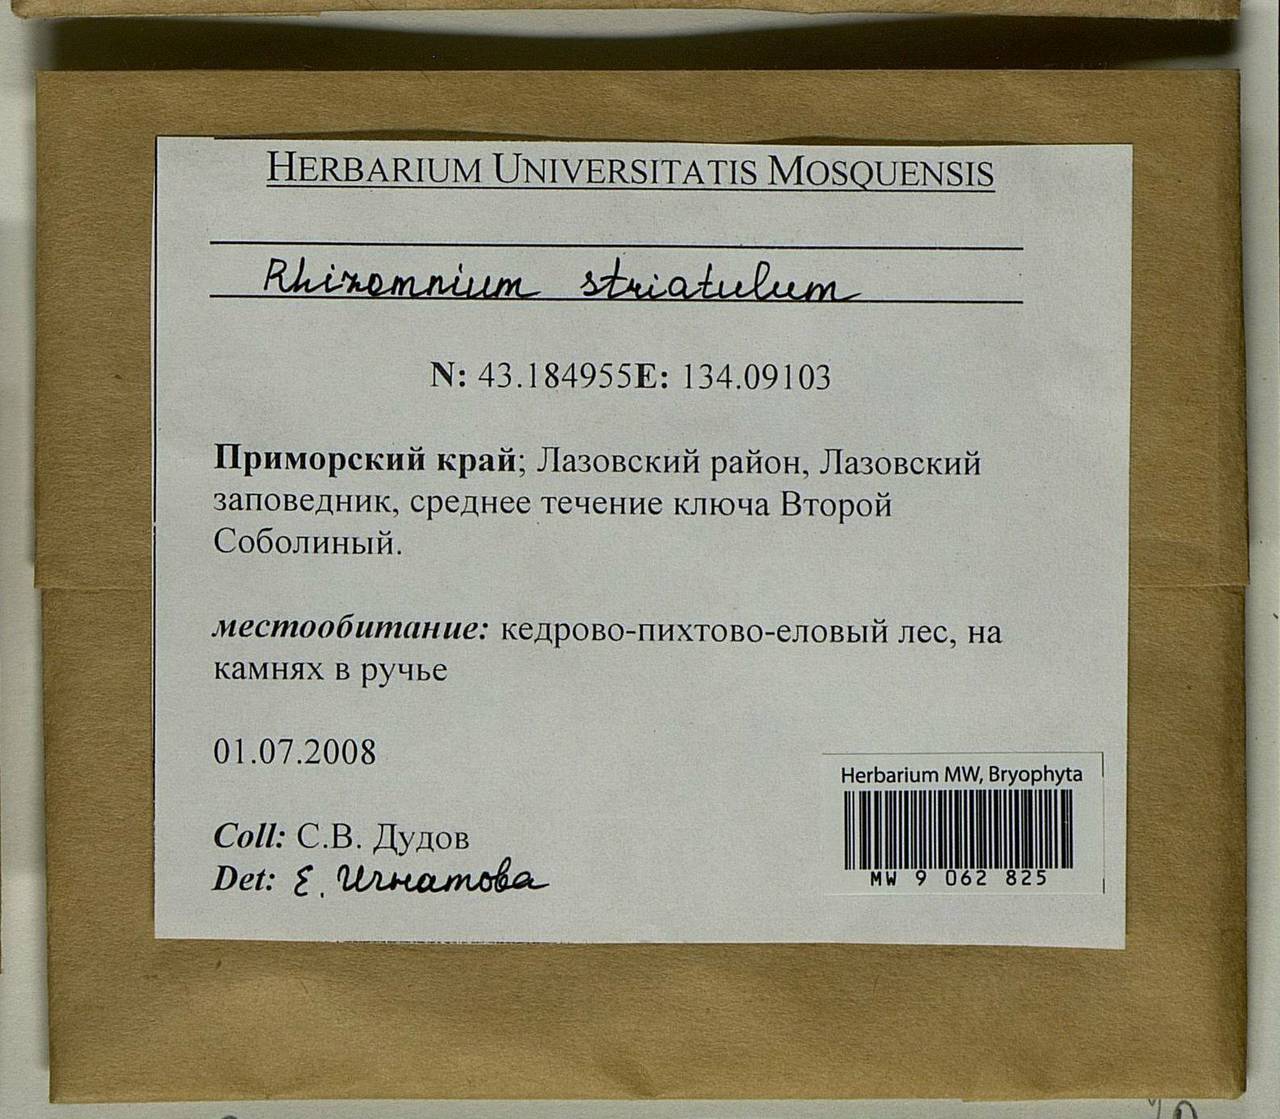 HERBARIUM UNIVERSITATIS MOSQUENSIS
Rhizomnium striatulum
N: 43.184955E: 134.09103
Приморский край; Лазовский район, Лазовский
заповедник, среднее течение ключа Второй
Соболиный.
местообитание: кедрово-пихтово-еловый лес, на
камнях в ручье
01.07.2008
Coll: С.В. Дудов
Det: Е. Игнатова
Herbarium MW, Bryophyta
MW 9 062 825